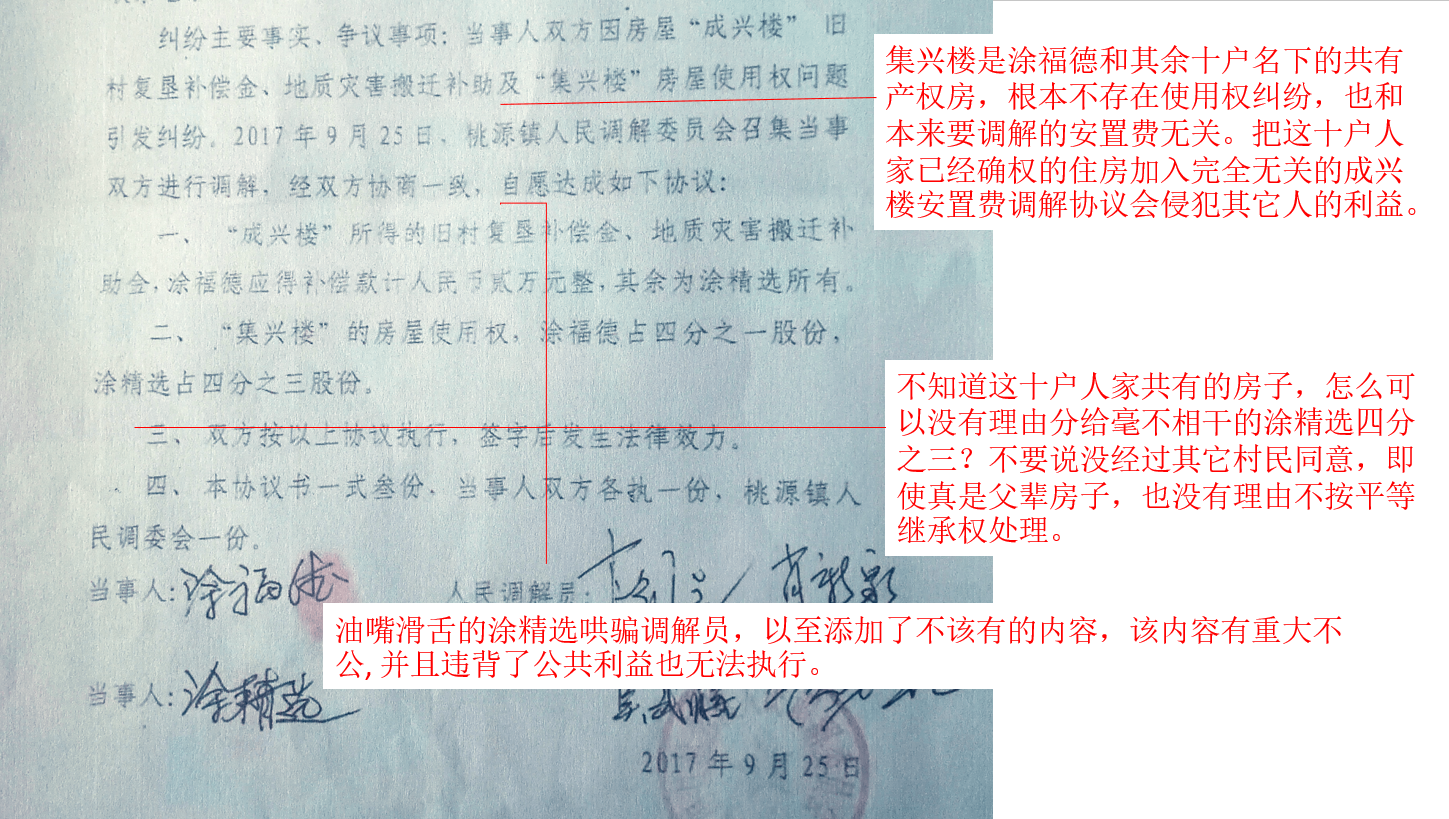 纠纷主要事实、争议事项：当事人双方因房屋“成兴楼” 旧
村复垦补偿金、地质灾害搬迁补助及“集兴楼”房屋使用权问题
引发纠纷。2017 年 9 月 25 日 桃源镇人民调解委员会召集当事
双方进行调解，经双方协商一致，自愿达成如下协议：
一、 “成兴楼”所得的旧村复垦补偿金、地质灾害搬迁补
助金，涂福德应得补偿款计人民币贰万元整，其余为涂精选所有。
二、 “集兴楼”的房屋使用权，涂福德占四分之一股份，
涂精选占四分之三股份。
三、 双方按以上协议执行，签字后发生法律效力。
四、 本协议书一式叁份、当事人双方各执一份，桃源镇人
民调委会一份。
当事人：涂福德
人民调解员：
当事人：涂精选
2017 年 9 月 25 日
集兴楼是涂福德和其余十户名下的共有
产权房，根本不存在使用权纠纷，也和
本来要调解的安置费无关。把这十户人
家已经确权的住房加入完全无关的成兴
楼安置费调解协议会侵犯其它人的利益。
不知道这十户人家共有的房子，怎么可
以没有理由分给毫不相干的涂精选四分
之三？不要说没经过其它村民同意，即
使真是父辈房子，也没有理由不按平等
继承权处理。
油嘴滑舌的涂精选哄骗调解员，以至添加了不该有的内容，该内容有重大不
公,并且违背了公共利益也无法执行。